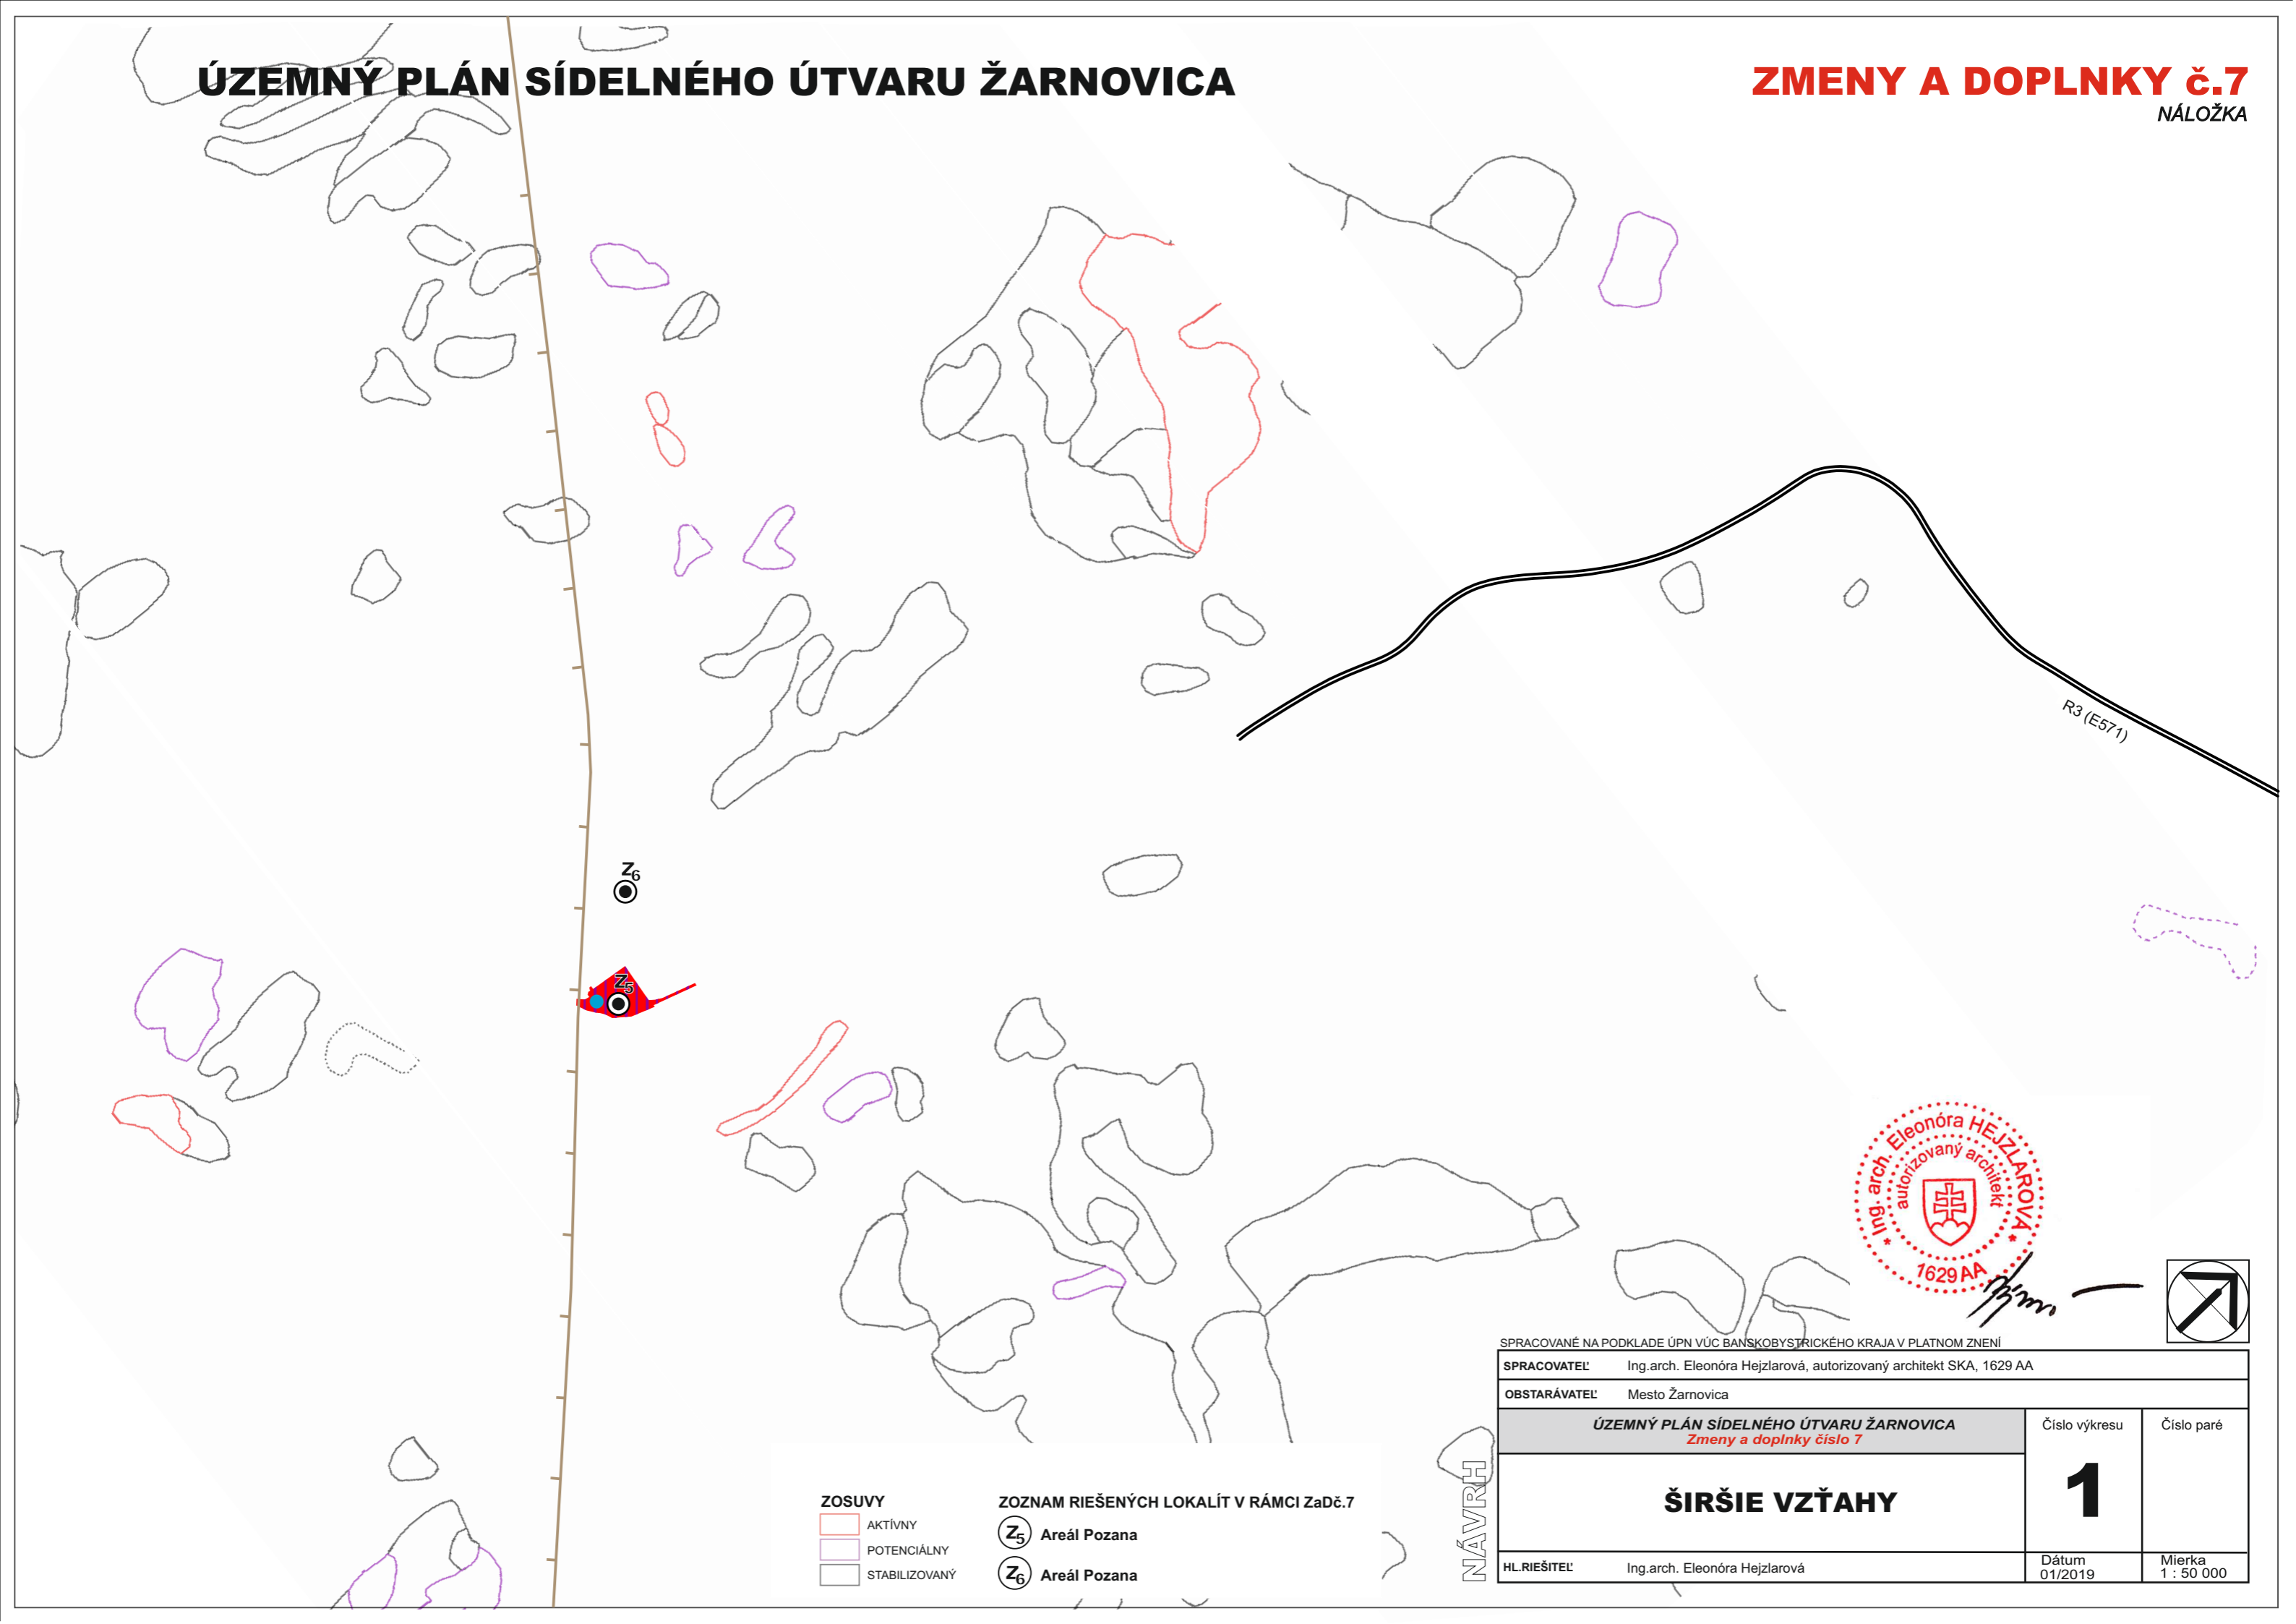 ÚZEMNÝ PLÁN SÍDELNÉHO ÚTVARU ŽARNOVICA
ZMENY A DOPLNKY č.7
NÁLOŽKA
R3 (E571)
Z6
Z5
Ing. arch. Eleonóra HEJZLAROVÁ
autorizovaný architekt
* 1629 AA *
SPRACOVANÉ NA PODKLADE ÚPN VÚC BANSKOBYSTRICKÉHO KRAJA V PLATNOM ZNENÍ
SPRACOVATEĽ Ing.arch. Eleonóra Hejzlarová, autorizovaný architekt SKA, 1629 AA
OBSTARÁVATEĽ Mesto Žarnovica
ÚZEMNÝ PLÁN SÍDELNÉHO ÚTVARU ŽARNOVICA
Zmeny a doplnky číslo 7
Číslo výkresu
1
Číslo paré
ŠIRŠIE VZŤAHY
HL.RIEŠITEĽ Ing.arch. Eleonóra Hejzlarová
Dátum
01/2019
Mierka
1 : 50 000
NÁVRH
ZOSUVY
AKTÍVNY
POTENCIÁLNY
STABILIZOVANÝ
ZOZNAM RIEŠENÝCH LOKALÍT V RÁMCI ZaDč.7
Z5 Areál Pozana
Z6 Areál Pozana